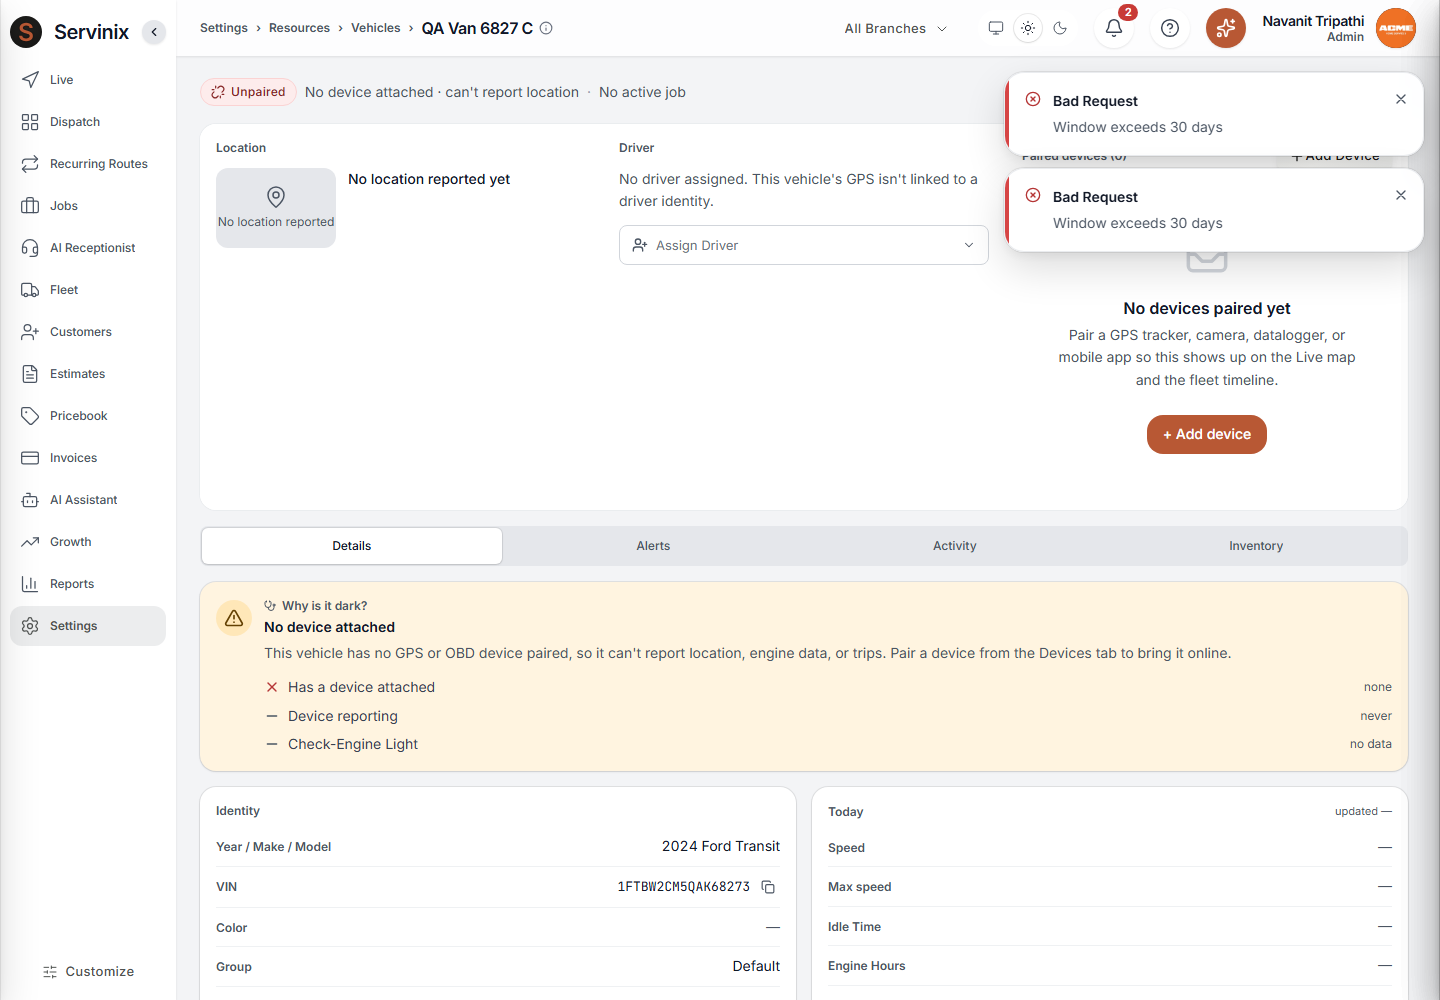 Servinix
Live
Dispatch
Recurring Routes
Jobs
AI Receptionist
Fleet
Customers
Estimates
Pricebook
Invoices
AI Assistant
Growth
Reports
Settings
Customize
Settings › Resources › Vehicles › QA Van 6827 C
All Branches
2
Navanit Tripathi
Admin
ACME
Unpaired
No device attached · can't report location · No active job
Bad Request
Window exceeds 30 days
Bad Request
Window exceeds 30 days
Location
No location reported yet
No location reported
Driver
No driver assigned. This vehicle's GPS isn't linked to a
driver identity.
Assign Driver
Paired devices (0)
+ Add Device
No devices paired yet
Pair a GPS tracker, camera, datalogger, or
mobile app so this shows up on the Live map
and the fleet timeline.
+ Add device
Details
Alerts
Activity
Inventory
Why is it dark?
No device attached
This vehicle has no GPS or OBD device paired, so it can't report location, engine data, or trips. Pair a device from the Devices tab to bring it online.
Has a device attached none
Device reporting never
Check-Engine Light no data
Identity
Year / Make / Model 2024 Ford Transit
VIN 1FTBW2CM5QAK68273
Color —
Group Default
Today updated —
Speed —
Max speed —
Idle Time —
Engine Hours —